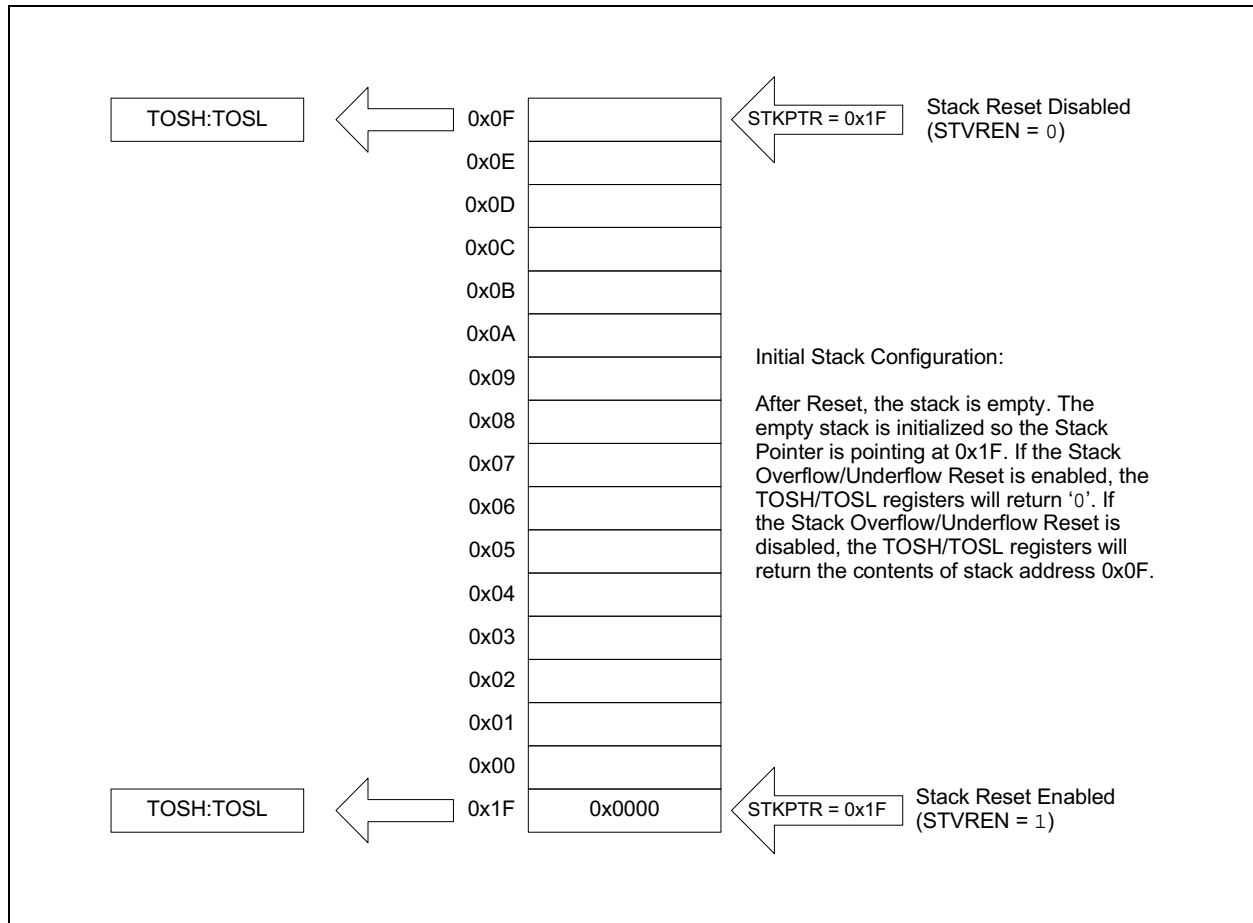 TOSH:TOSL
0x0F
STKPTR = 0x1F
Stack Reset Disabled
(STVREN = 0)
0x0E
0x0D
0x0C
0x0B
0x0A
0x09
0x08
0x07
0x06
0x05
0x04
0x03
0x02
0x01
0x00
Initial Stack Configuration:
After Reset, the stack is empty. The
empty stack is initialized so the Stack
Pointer is pointing at 0x1F. If the Stack
Overflow/Underflow Reset is enabled, the
TOSH/TOSL registers will return ‘0’. If
the Stack Overflow/Underflow Reset is
disabled, the TOSH/TOSL registers will
return the contents of stack address 0x0F.
TOSH:TOSL
0x1F
0x0000
STKPTR = 0x1F
Stack Reset Enabled
(STVREN = 1)